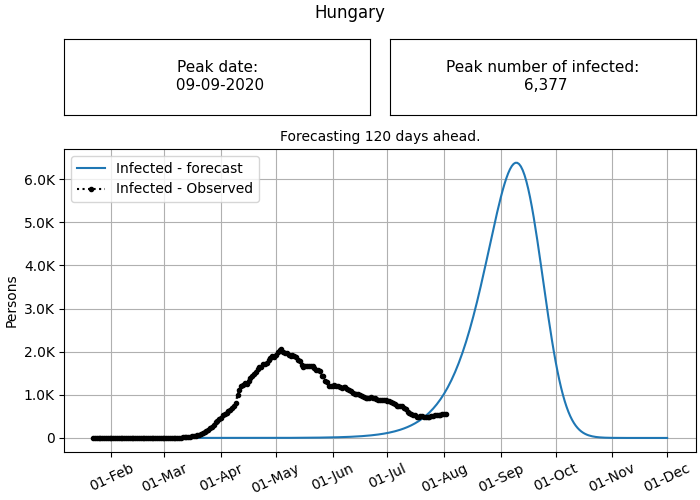 Hungary
Peak date:
09-09-2020
Peak number of infected:
6,377
Forecasting 120 days ahead.
Infected - forecast
Infected - Observed
6.0K
5.0K
4.0K
3.0K
2.0K
1.0K
0
Persons
01-Feb
01-Mar
01-Apr
01-May
01-Jun
01-Jul
01-Aug
01-Sep
01-Oct
01-Nov
01-Dec